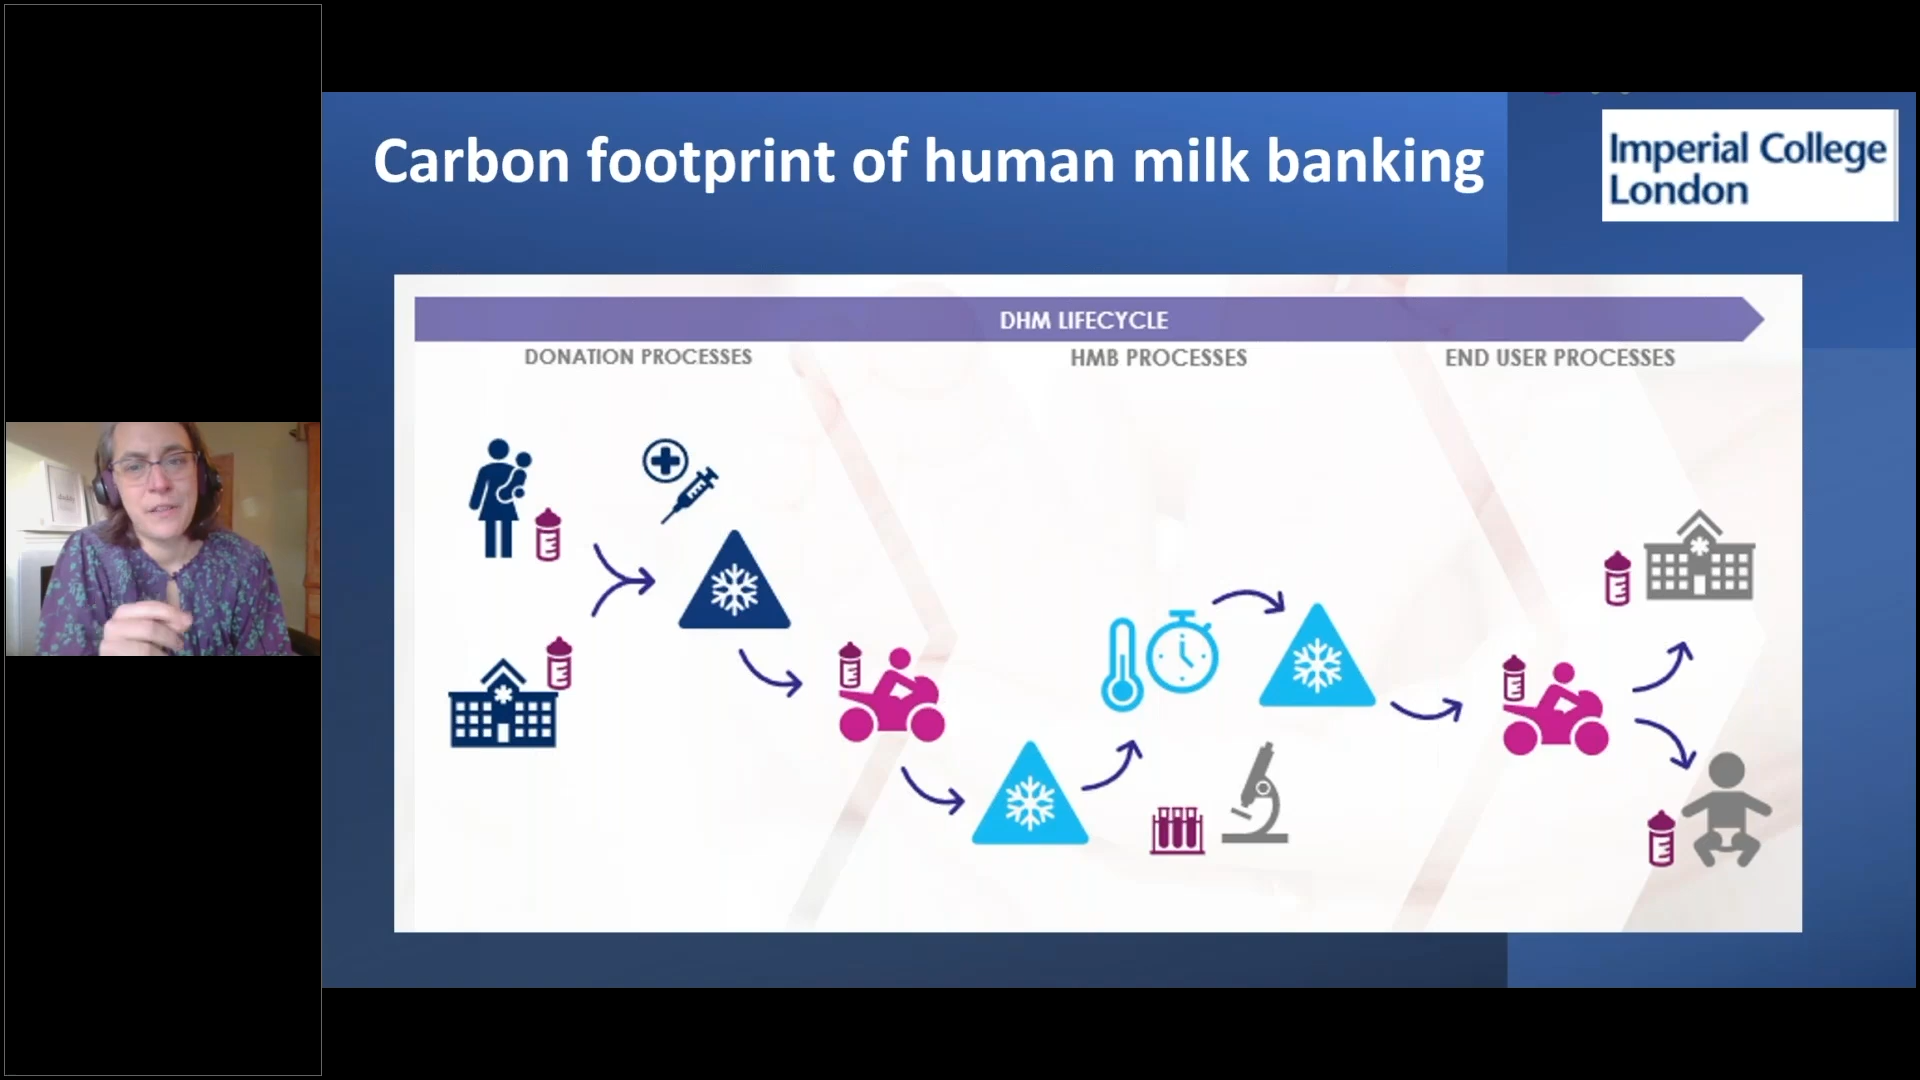 Carbon footprint of human milk banking
Imperial College
London
DHM LIFECYCLE
DONATION PROCESSES
HMB PROCESSES
END USER PROCESSES